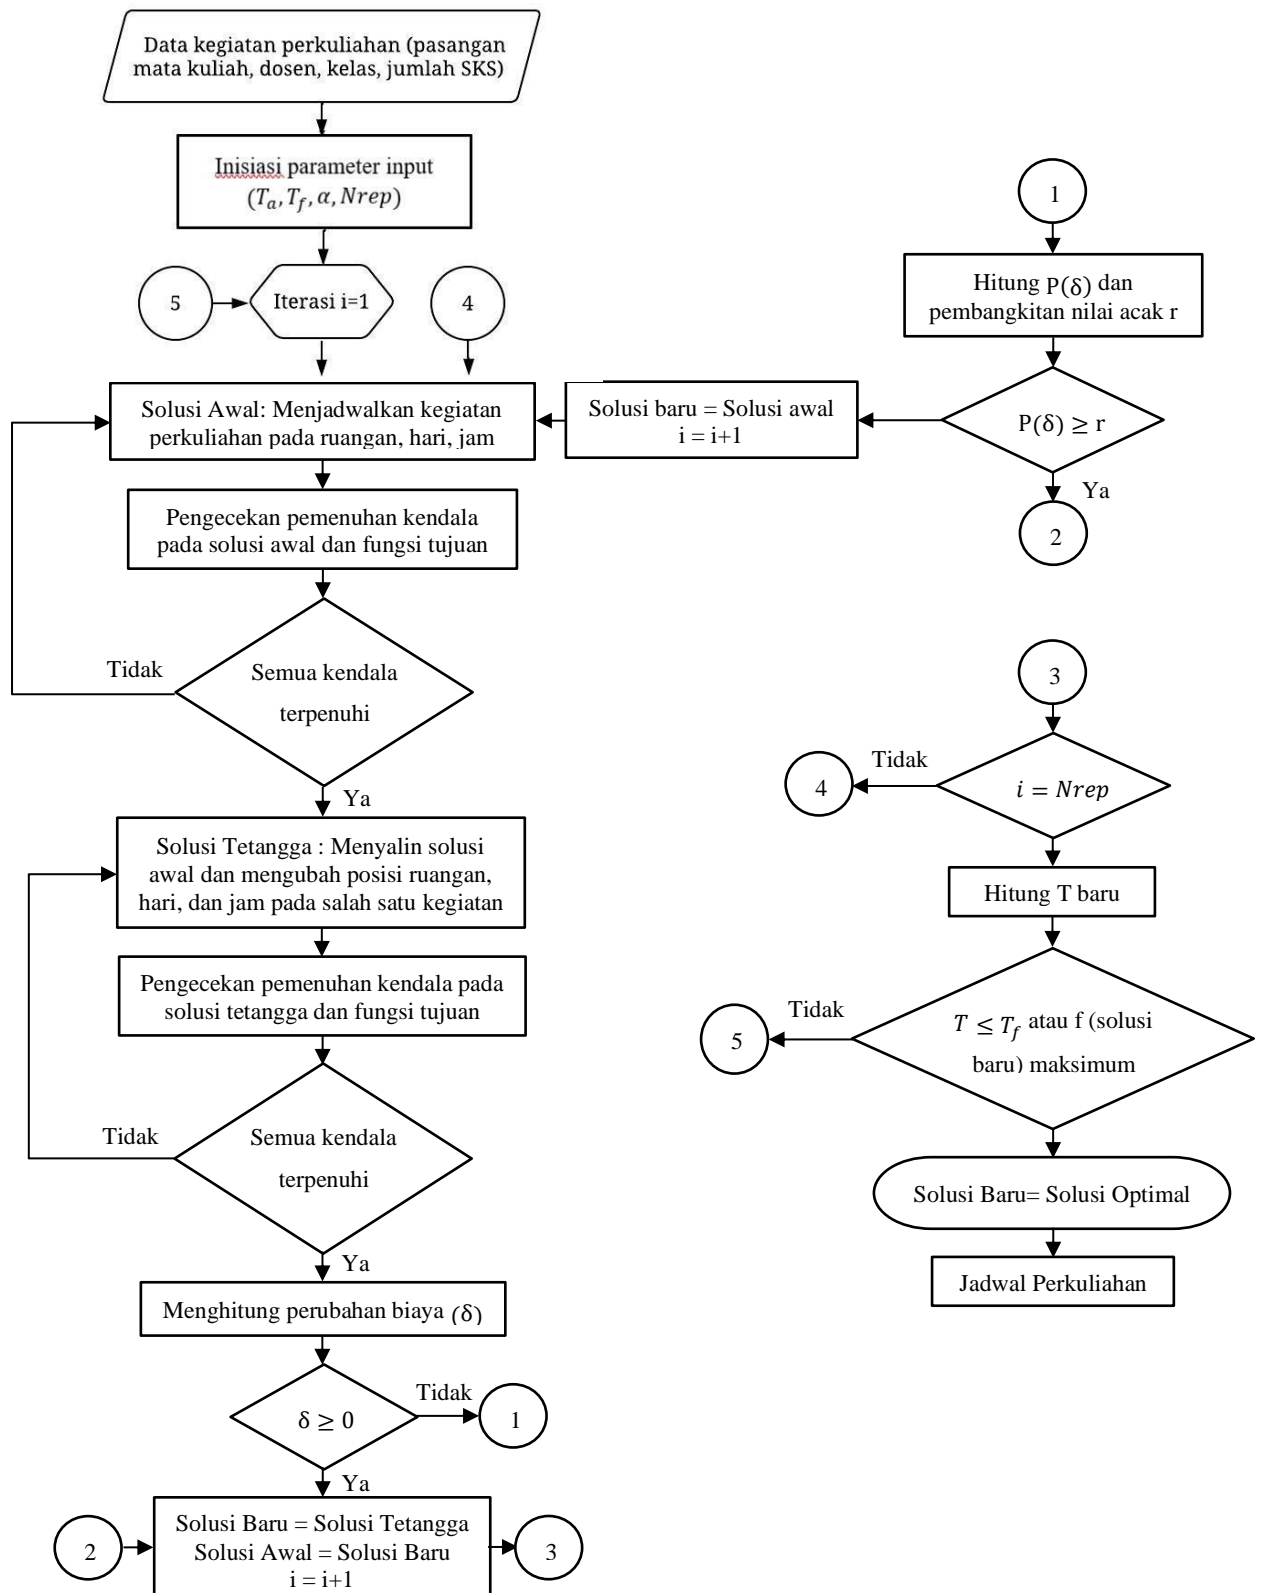 Data kegiatan perkuliahan (pasangan
mata kuliah, dosen, kelas, jumlah SKS)
Inisiasi parameter input
(Tₐ, T_f, α, Nrep)
5
Iterasi i=1
4
Solusi Awal: Menjadwalkan kegiatan
perkuliahan pada ruangan, hari, jam
Pengecekan pemenuhan kendala
pada solusi awal dan fungsi tujuan
Semua kendala
terpenuhi
Tidak
Ya
Solusi Tetangga : Menyalin solusi
awal dan mengubah posisi ruangan,
hari, dan jam pada salah satu kegiatan
Pengecekan pemenuhan kendala pada
solusi tetangga dan fungsi tujuan
Semua kendala
terpenuhi
Tidak
Ya
Menghitung perubahan biaya (δ)
δ ≥ 0
Tidak
1
Ya
2
Solusi Baru = Solusi Tetangga
Solusi Awal = Solusi Baru
i = i+1
3
1
Hitung P(δ) dan
pembangkitan nilai acak r
P(δ) ≥ r
Solusi baru = Solusi awal
i = i+1
Ya
2
3
i = Nrep
Tidak
4
Hitung T baru
T ≤ T_f atau f (solusi
baru) maksimum
Tidak
5
Solusi Baru= Solusi Optimal
Jadwal Perkuliahan